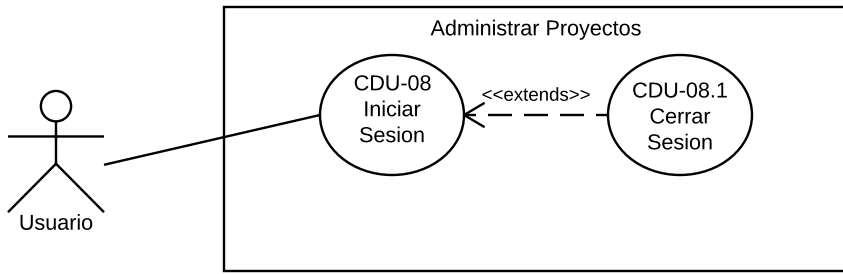 Administrar Proyectos
CDU-08
Iniciar
Sesion
<<extends>>
CDU-08.1
Cerrar
Sesion
Usuario